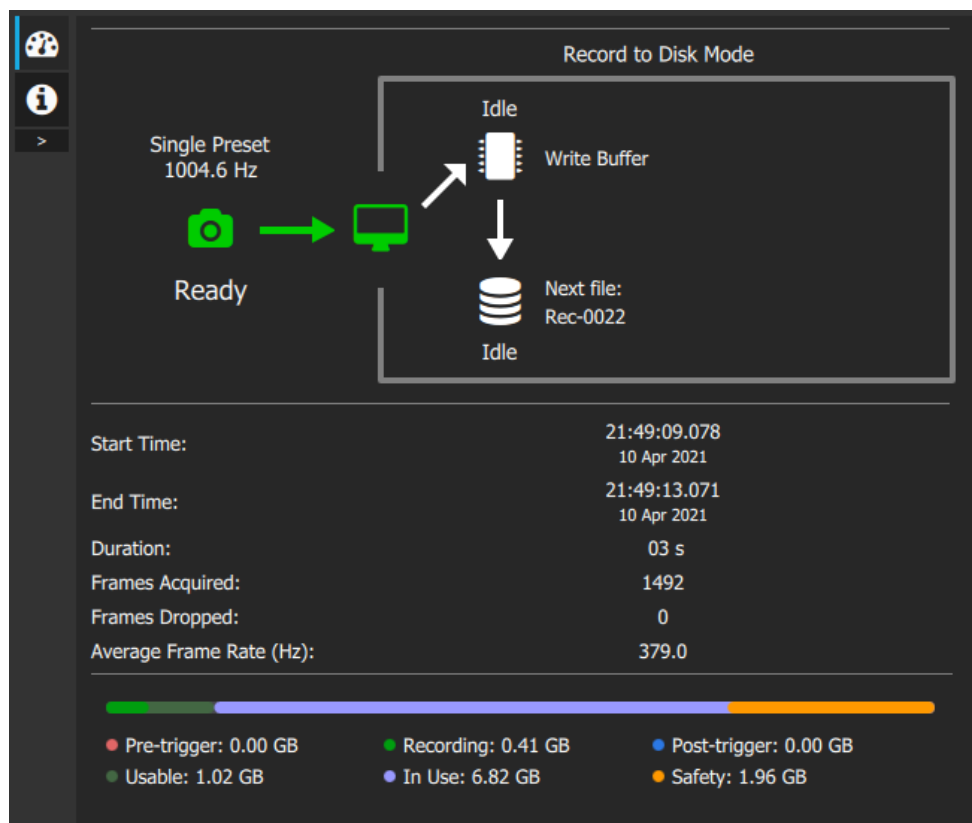 Record to Disk Mode
Idle
Single Preset
1004.6 Hz
Write Buffer
>
Ready
Next file:
Rec-0022
Idle
Start Time: 21:49:09.078
10 Apr 2021
End Time: 21:49:13.071
10 Apr 2021
Duration: 03 s
Frames Acquired: 1492
Frames Dropped: 0
Average Frame Rate (Hz): 379.0
Pre-trigger: 0.00 GB Recording: 0.41 GB Post-trigger: 0.00 GB
Usable: 1.02 GB In Use: 6.82 GB Safety: 1.96 GB